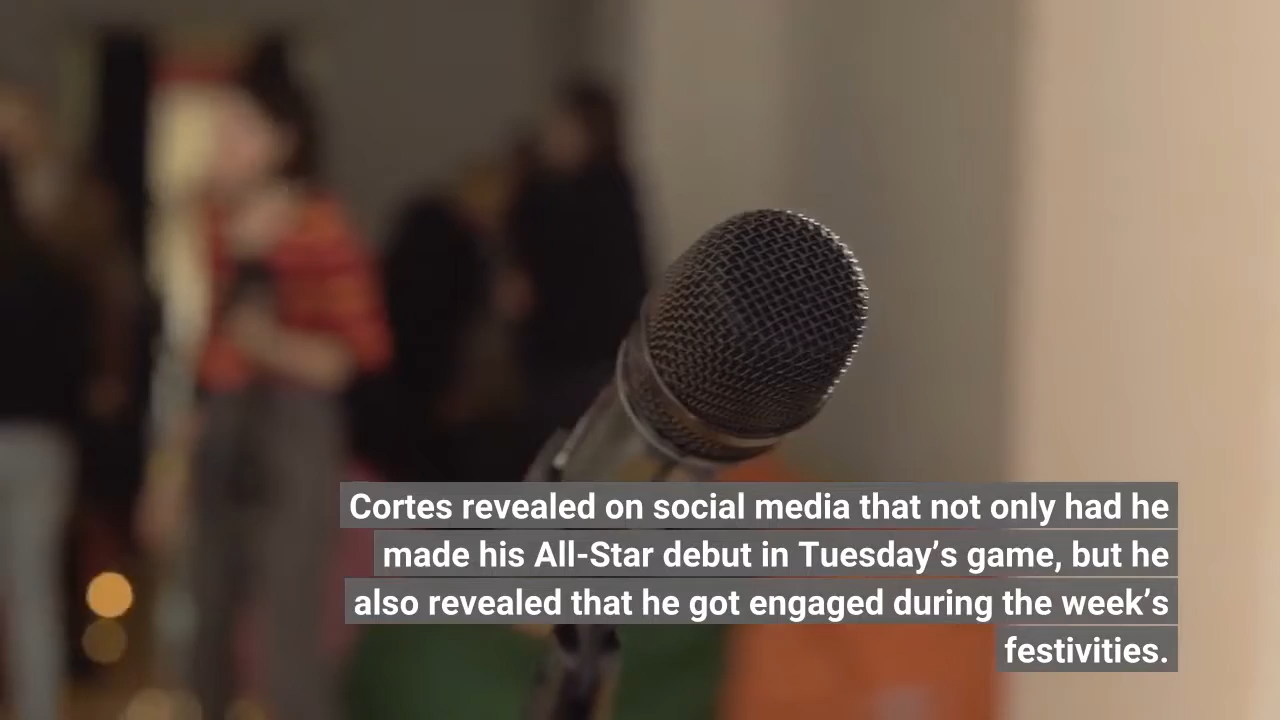 Cortes revealed on social media that not only had he
made his All-Star debut in Tuesday’s game, but he
also revealed that he got engaged during the week’s
festivities.